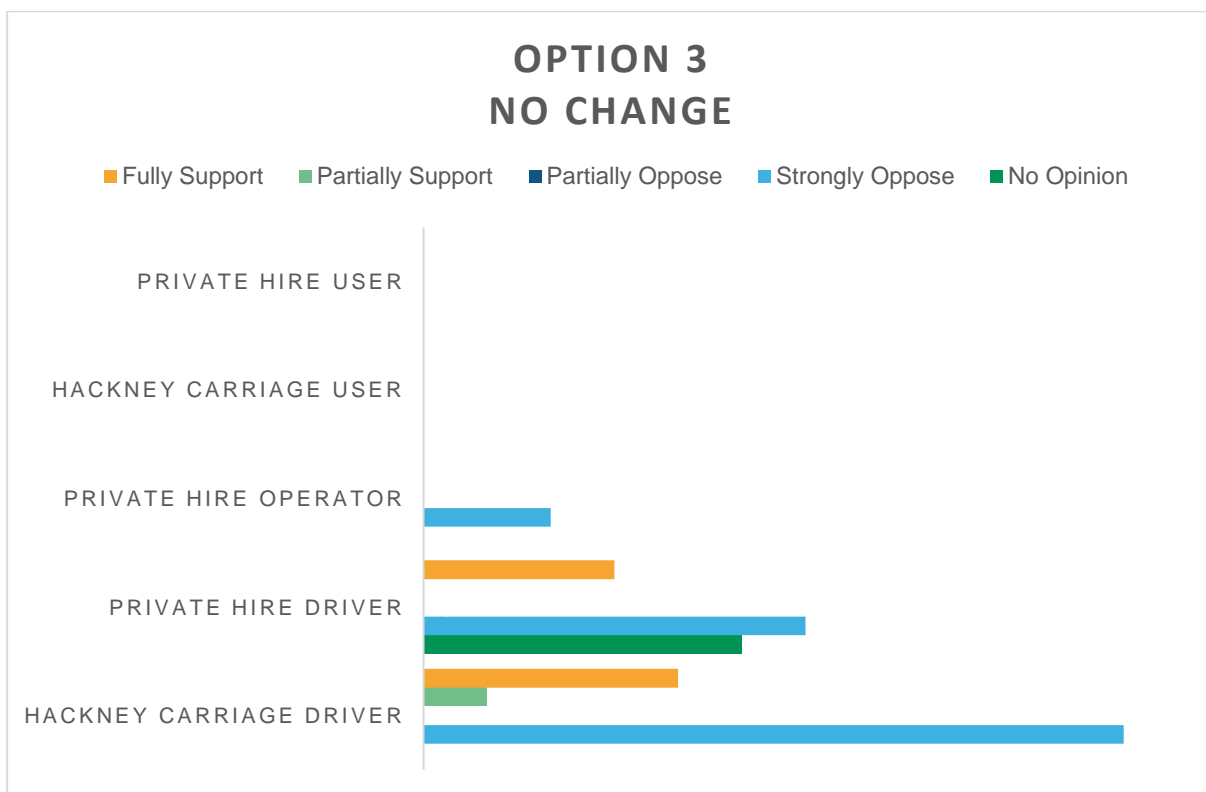 OPTION 3
NO CHANGE
Fully Support Partially Support Partially Oppose Strongly Oppose No Opinion
PRIVATE HIRE USER
HACKNEY CARRIAGE USER
PRIVATE HIRE OPERATOR
PRIVATE HIRE DRIVER
HACKNEY CARRIAGE DRIVER